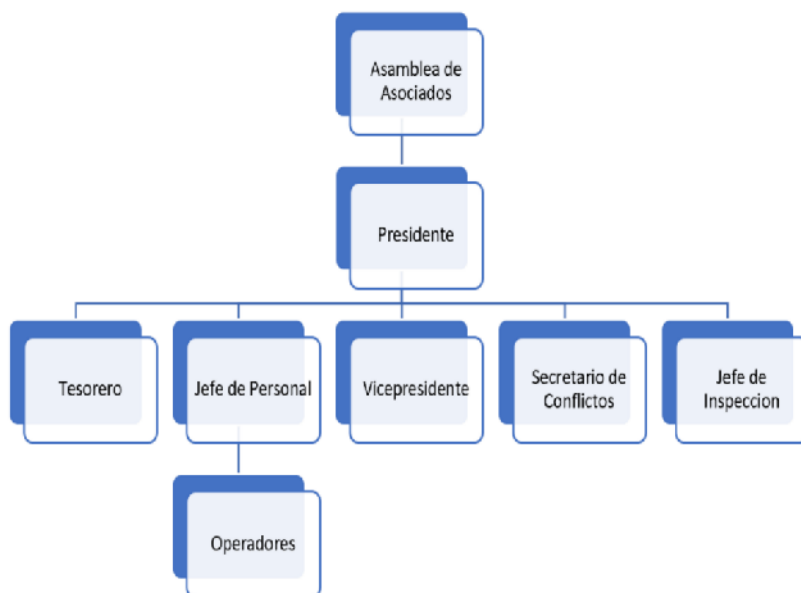 Asamblea de
Asociados
Presidente
Tesorero
Jefe de Personal
Vicepresidente
Secretario de
Conflictos
Jefe de
Inspeccion
Operadores